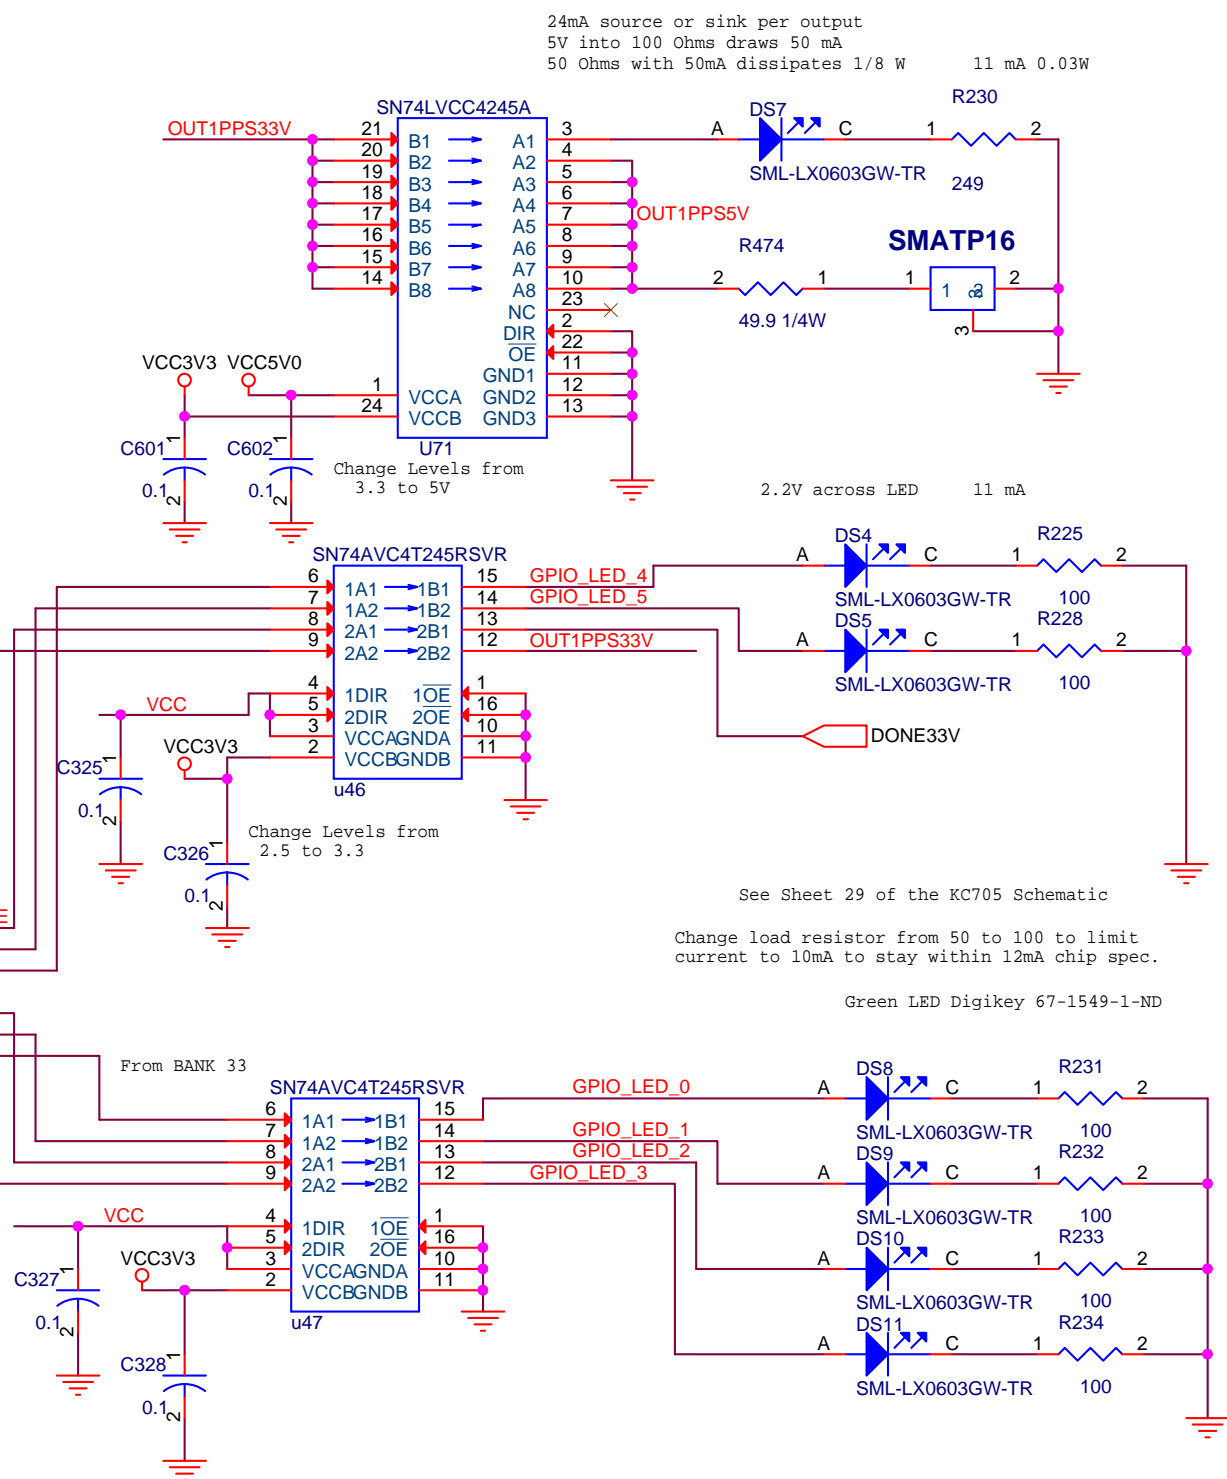 24mA source or sink per output
5V into 100 Ohms draws 50 mA
50 Ohms with 50mA dissipates 1/8 W 11 mA 0.03W
SN74LVCC4245A
OUT1PPS33V
21 B1 A1 3
20 B2 A2 4
19 B3 A3 5
18 B4 A4 6
17 B5 A5 7
16 B6 A6 8
15 B7 A7 9
14 B8 A8 10
NC 23
DIR 2
OE 22
GND1 11
1 VCCA GND2 12
24 VCCB GND3 13
U71
Change Levels from
3.3 to 5V
DS7
A C
SML-LX0603GW-TR
R230
1 2
249
OUT1PPS5V
R474
2 1
49.9 1/4W
SMATP16
1 1 2 2
3
VCC3V3 VCC5V0
C601 1
0.1 2
C602 1
0.1 2
2.2V across LED 11 mA
SN74AVC4T245RSVR
6 1A1 1B1 15 GPIO_LED_4
7 1A2 1B2 14 GPIO_LED_5
8 2A1 2B1 13
9 2A2 2B2 12 OUT1PPS33V
4 1DIR 1OE 1
5 2DIR 2OE 16
3 VCCA GNDA 10
2 VCCB GNDB 11
u46
VCC
VCC3V3
C325 1
0.1 2
C326 1
0.1 2
Change Levels from
2.5 to 3.3
DS4
A C
SML-LX0603GW-TR
R225
1 2
100
DS5
A C
SML-LX0603GW-TR
R228
1 2
100
DONE33V
E
See Sheet 29 of the KC705 Schematic
Change load resistor from 50 to 100 to limit
current to 10mA to stay within 12mA chip spec.
Green LED Digikey 67-1549-1-ND
From BANK 33
SN74AVC4T245RSVR
6 1A1 1B1 15 GPIO_LED_0
7 1A2 1B2 14 GPIO_LED_1
8 2A1 2B1 13 GPIO_LED_2
9 2A2 2B2 12 GPIO_LED_3
4 1DIR 1OE 1
5 2DIR 2OE 16
3 VCCA GNDA 10
2 VCCB GNDB 11
u47
VCC
VCC3V3
C327 1
0.1 2
C328 1
0.1 2
DS8
A C
SML-LX0603GW-TR
R231
1 2
100
DS9
A C
SML-LX0603GW-TR
R232
1 2
100
DS10
A C
SML-LX0603GW-TR
R233
1 2
100
DS11
A C
SML-LX0603GW-TR
R234
1 2
100